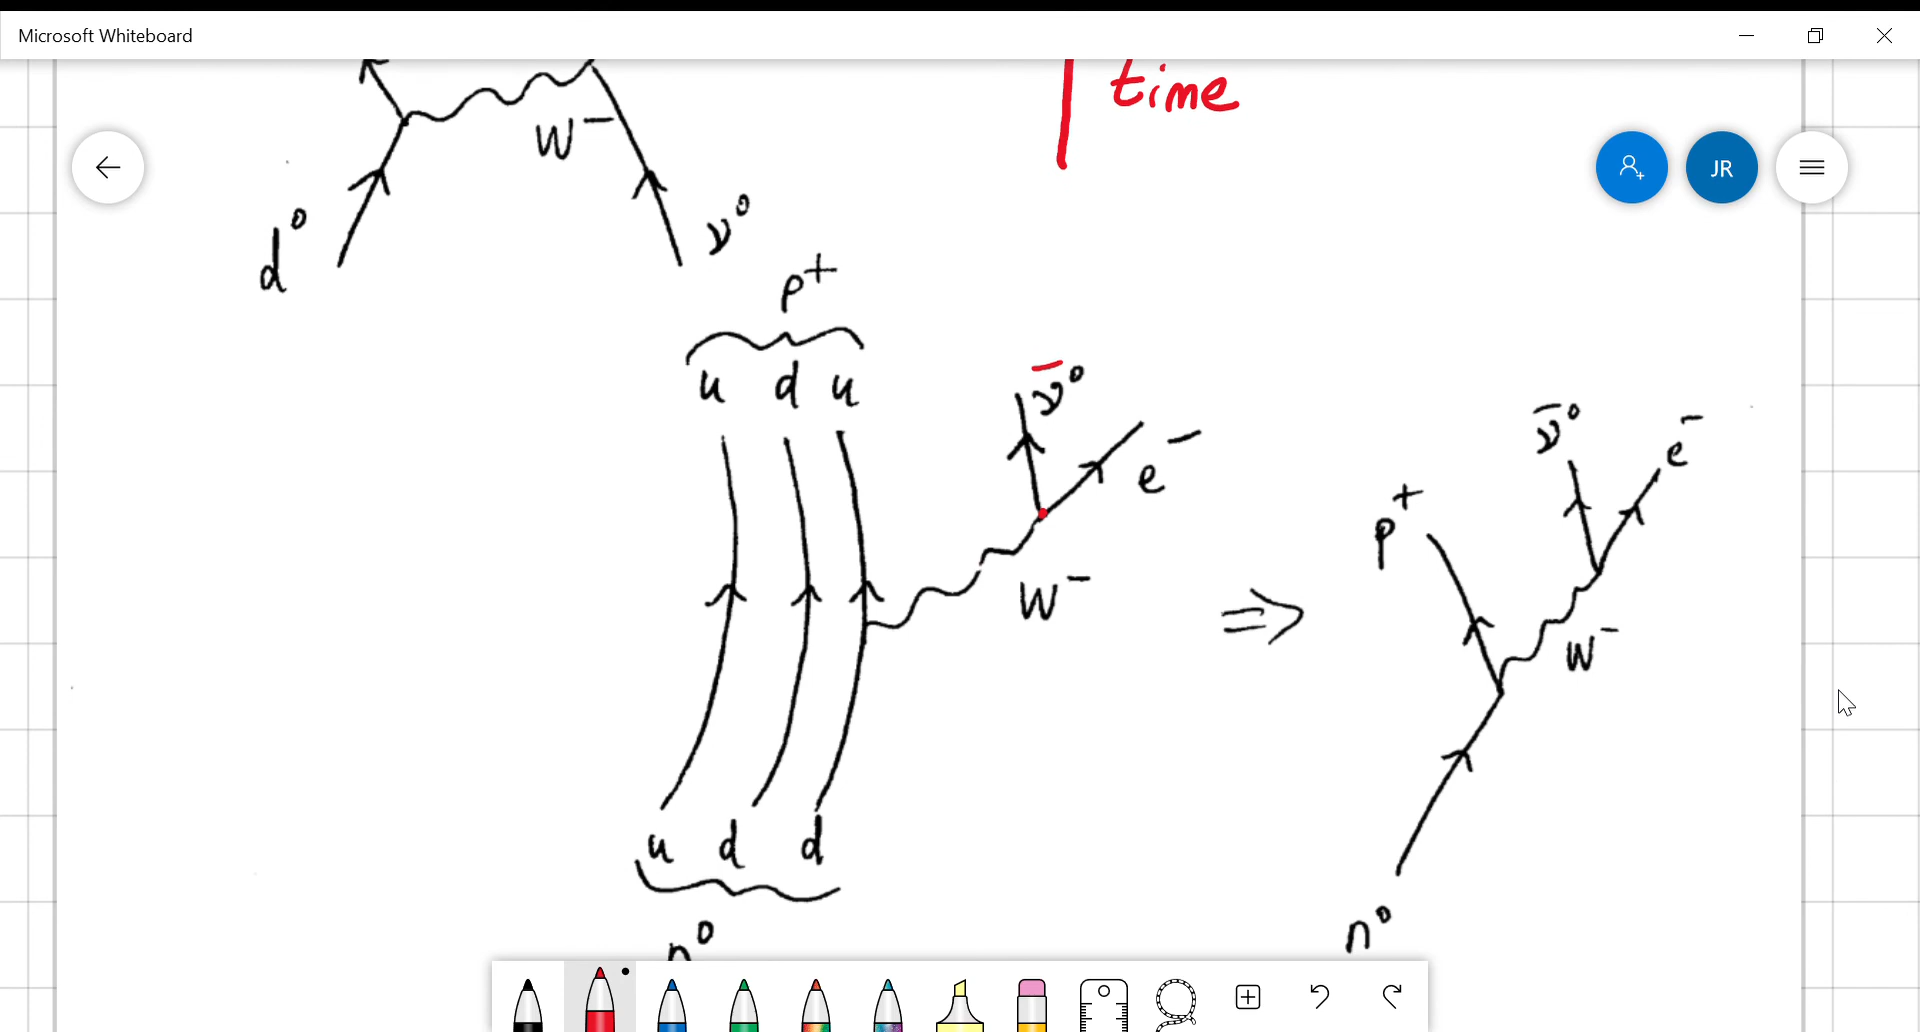 Microsoft Whiteboard
time
W⁻
JR
d⁰
ν⁰
p⁺
u d u
ν̄⁰
e⁻
ν̄⁰
e⁻
p⁺
W⁻
W⁻
⇒
u d d
n⁰
n⁰